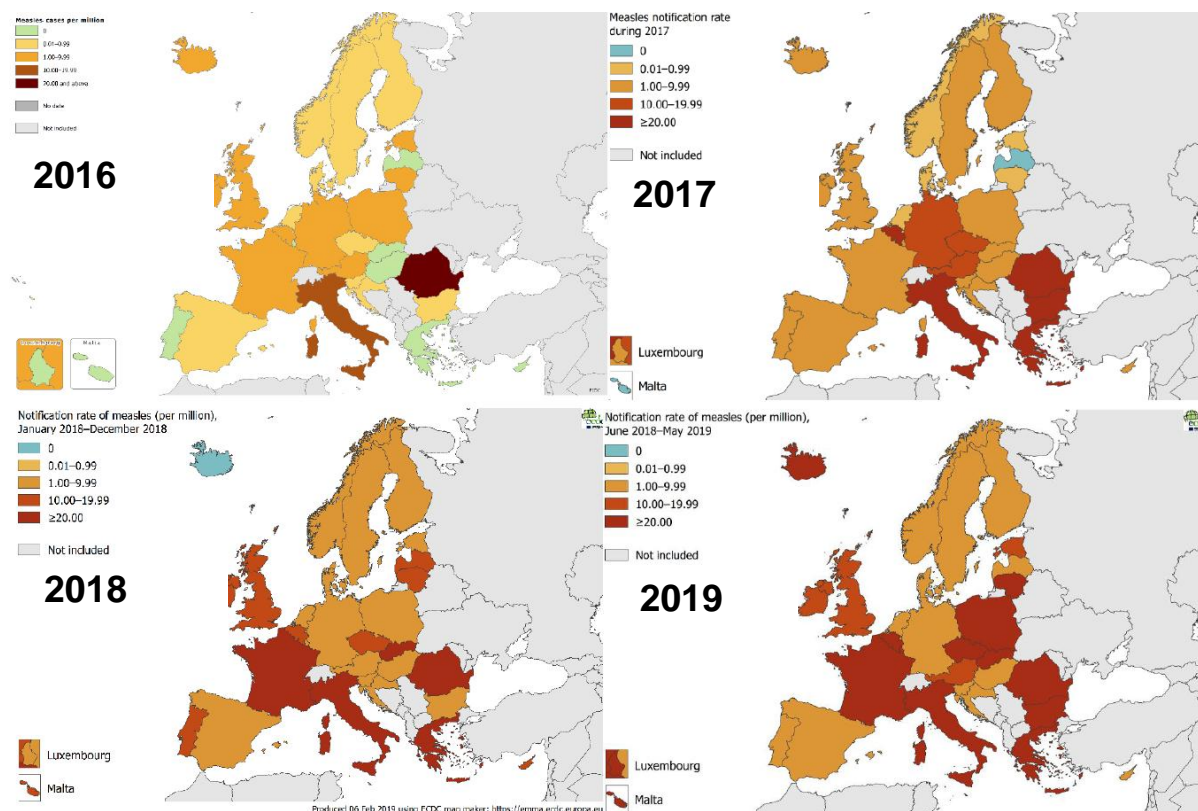 Measles cases per million
0
0.01–0.99
1.00–9.99
10.00–19.99
20.00 and above
No data
Not included
2016
Luxembourg
Malta
Measles notification rate
during 2017
0
0.01–0.99
1.00–9.99
10.00–19.99
≥20.00
Not included
2017
Luxembourg
Malta
Notification rate of measles (per million),
January 2018–December 2018
0
0.01–0.99
1.00–9.99
10.00–19.99
≥20.00
Not included
2018
Luxembourg
Malta
Produced 06 Feb 2019 using ECDC map maker: https://emma.ecdc.europa.eu
Notification rate of measles (per million),
June 2018–May 2019
0
0.01–0.99
1.00–9.99
10.00–19.99
≥20.00
Not included
2019
Luxembourg
Malta